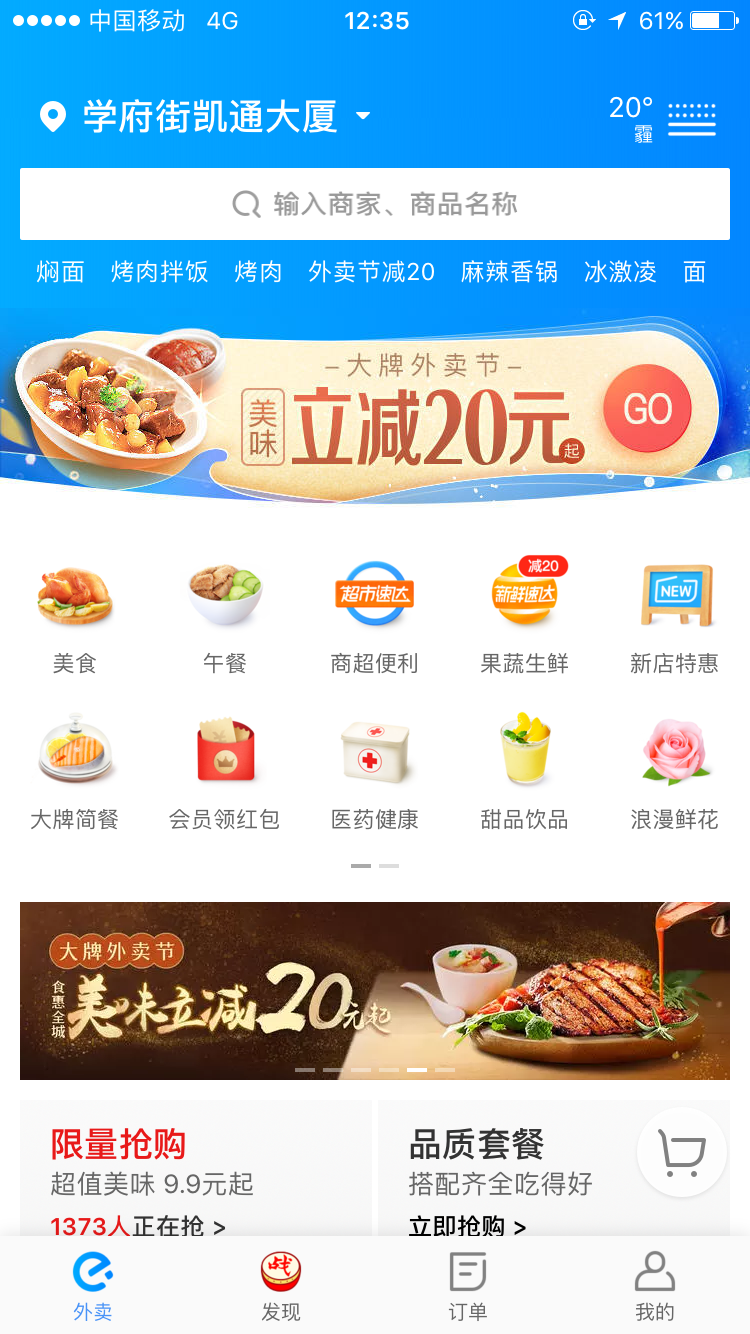 中国移动 4G 12:35 61%
学府街凯通大厦
20°
霾
输入商家、商品名称
焖面 烤肉拌饭 烤肉 外卖节减20 麻辣香锅 冰激凌 面
大牌外卖节
美味
立减20元起
GO
超市速达
减20
新鲜速达
NEW
美食 午餐 商超便利 果蔬生鲜 新店特惠
大牌简餐 会员领红包 医药健康 甜品饮品 浪漫鲜花
大牌外卖节
食惠全城
美味立减20元起
限量抢购
超值美味 9.9元起
1373人正在抢 >
品质套餐
搭配齐全吃得好
立即抢购 >
战
外卖 发现 订单 我的